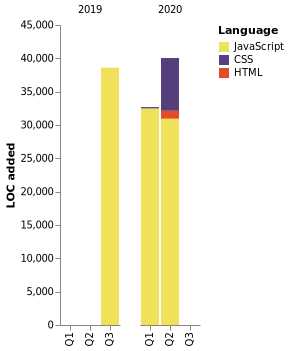 2019 2020
Language
JavaScript
CSS
HTML
LOC added
45,000
40,000
35,000
30,000
25,000
20,000
15,000
10,000
5,000
0
Q1 Q2 Q3 Q1 Q2 Q3